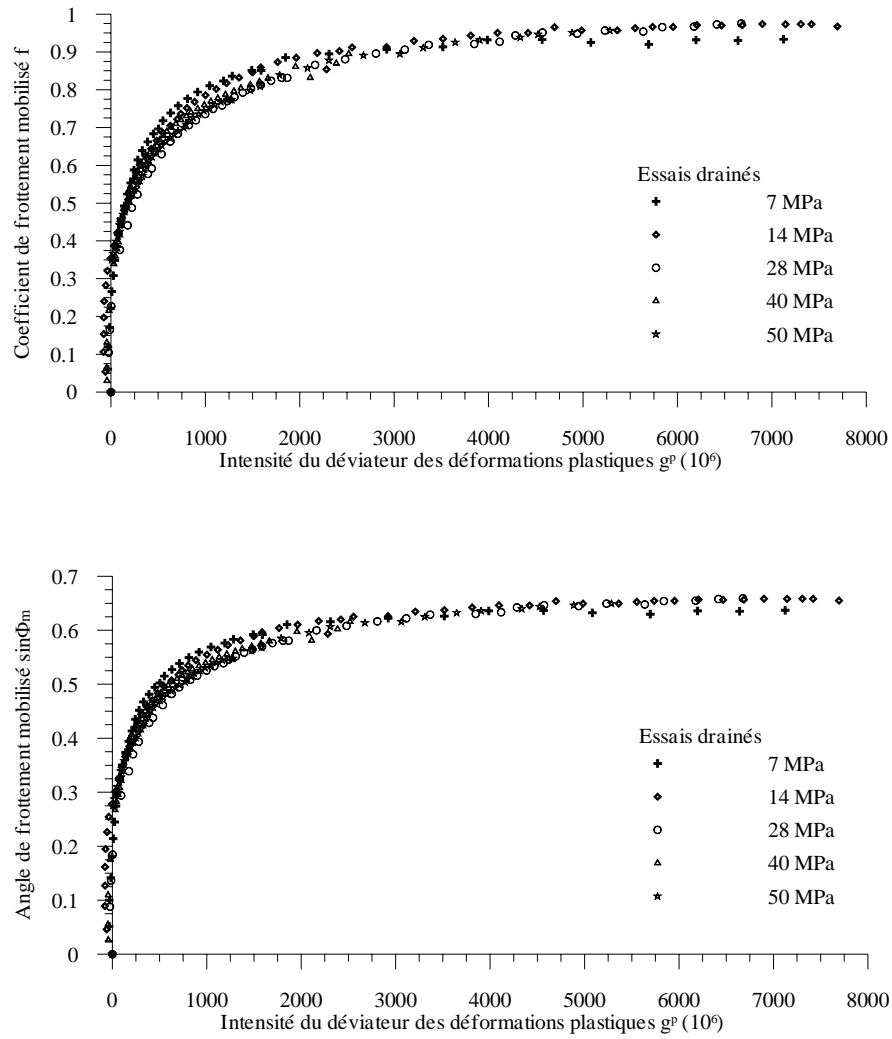 Coefficient de frottement mobilisé f
1
0.9
0.8
0.7
0.6
0.5
0.4
0.3
0.2
0.1
0
Essais drainés
7 MPa
14 MPa
28 MPa
40 MPa
50 MPa
0 1000 2000 3000 4000 5000 6000 7000 8000
Intensité du déviateur des déformations plastiques gᵖ (10⁶)
Angle de frottement mobilisé sinΦₘ
0.7
0.6
0.5
0.4
0.3
0.2
0.1
0
Essais drainés
7 MPa
14 MPa
28 MPa
40 MPa
50 MPa
0 1000 2000 3000 4000 5000 6000 7000 8000
Intensité du déviateur des déformations plastiques gᵖ (10⁶)